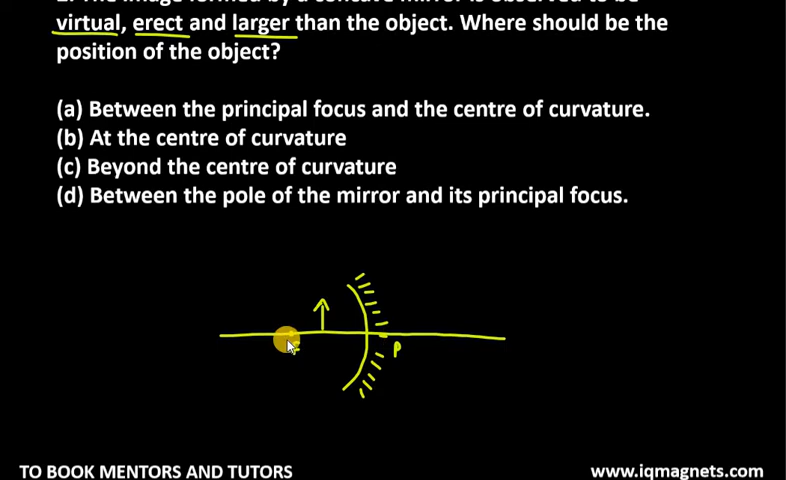 virtual, erect and larger than the object. Where should be the
position of the object?
(a) Between the principal focus and the centre of curvature.
(b) At the centre of curvature
(c) Beyond the centre of curvature
(d) Between the pole of the mirror and its principal focus.
P
TO BOOK MENTORS AND TUTORS
www.iqmagnets.com